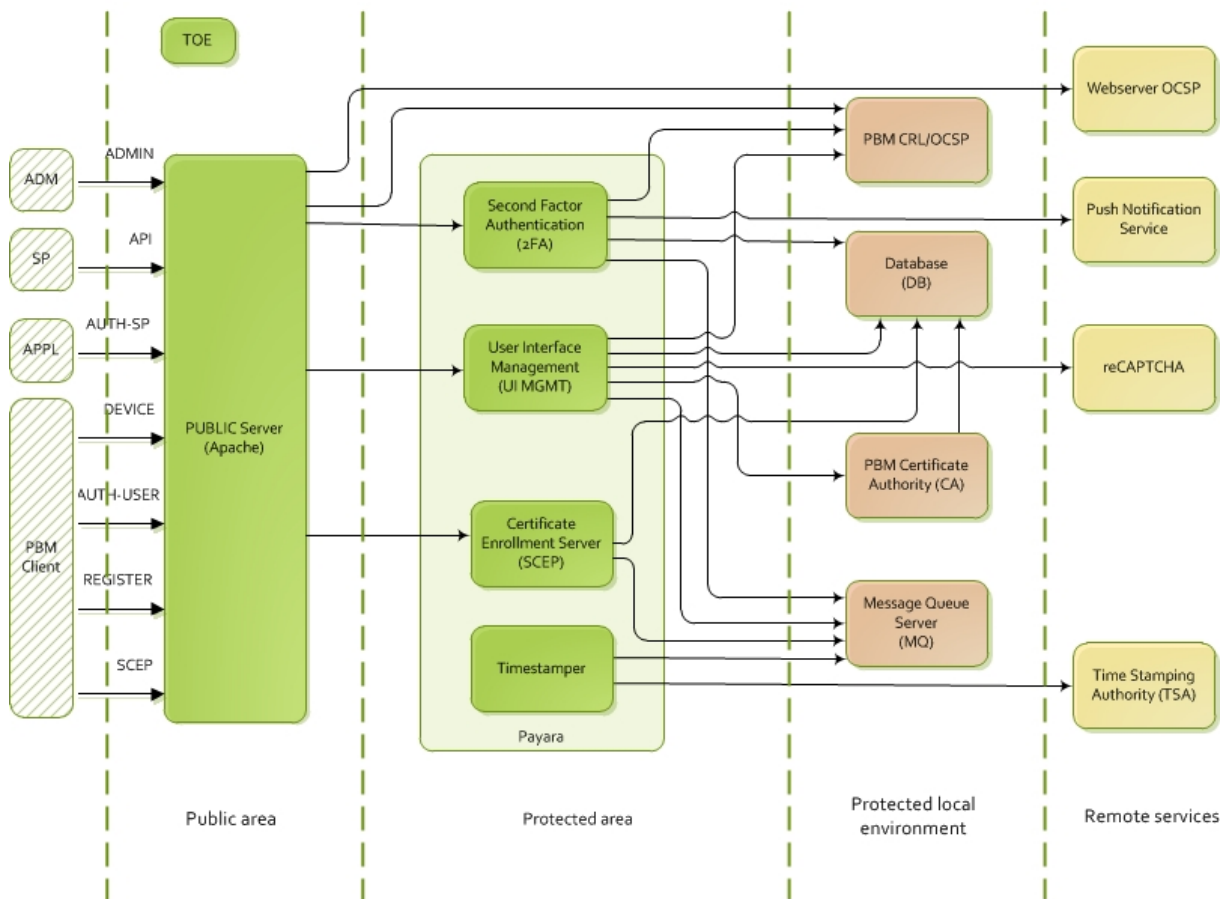 TOE
Webserver OCSP
PBM CRL/OCSP
ADMIN
ADM
Second Factor
Authentication
(2FA)
Push Notification
Service
API
SP
Database
(DB)
AUTH-SP
APPL
User Interface
Management
(UI MGMT)
reCAPTCHA
DEVICE
PUBLIC Server
(Apache)
PBM Certificate
Authority (CA)
AUTH-USER
PBM
Client
Certificate
Enrollment Server
(SCEP)
REGISTER
Message Queue
Server
(MQ)
SCEP
Timestamper
Time Stamping
Authority (TSA)
Payara
Public area
Protected area
Protected local
environment
Remote services